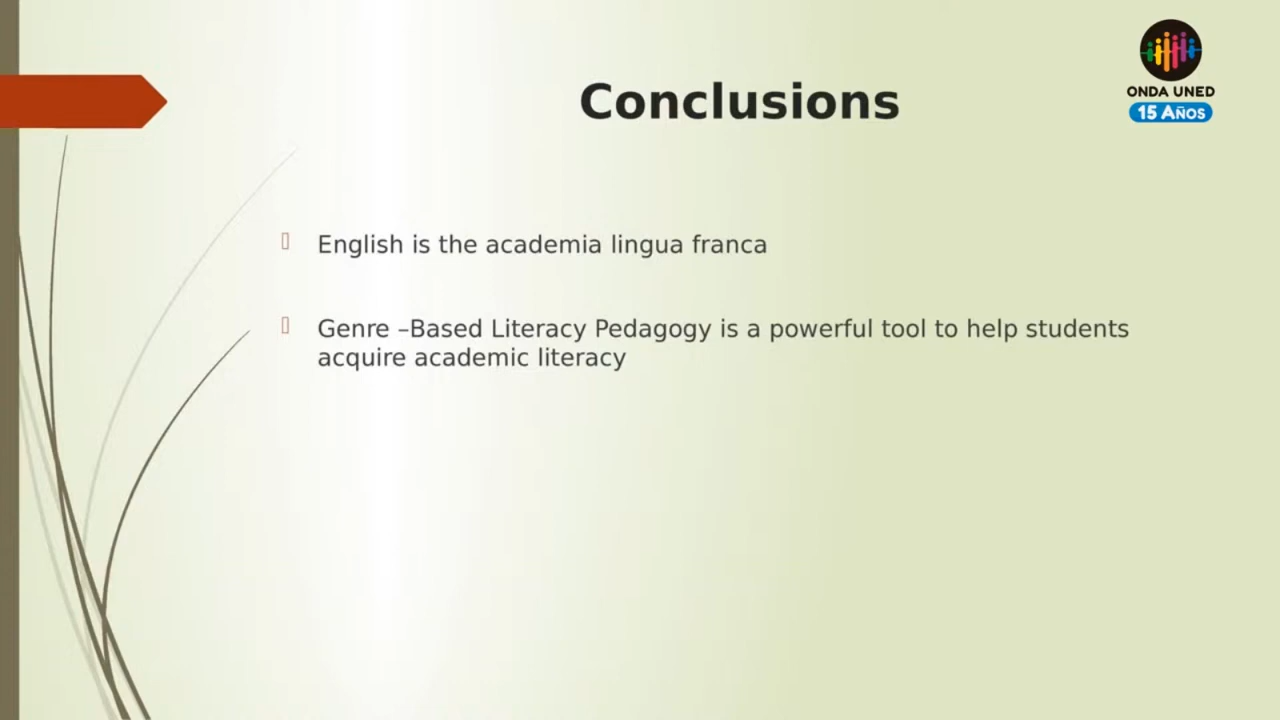 Conclusions
ONDA UNED
15 AÑOS
English is the academia lingua franca
Genre –Based Literacy Pedagogy is a powerful tool to help students
acquire academic literacy